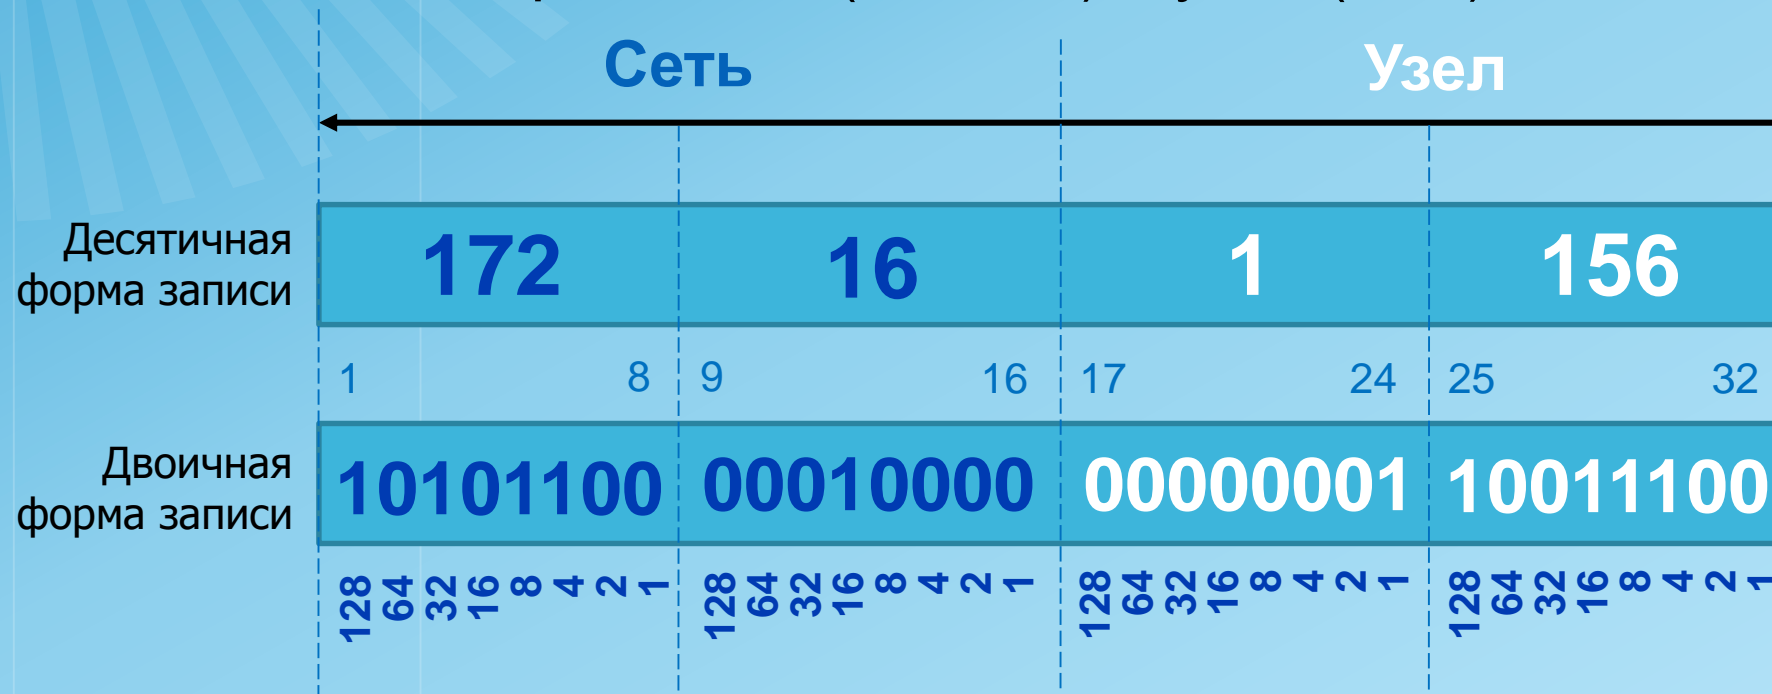 Сеть Узел
Десятичная
форма записи
172 16 1 156
1 8 9 16 17 24 25 32
Двоичная
форма записи
10101100 00010000 00000001 10011100
128 64 32 16 8 4 2 1 128 64 32 16 8 4 2 1 128 64 32 16 8 4 2 1 128 64 32 16 8 4 2 1